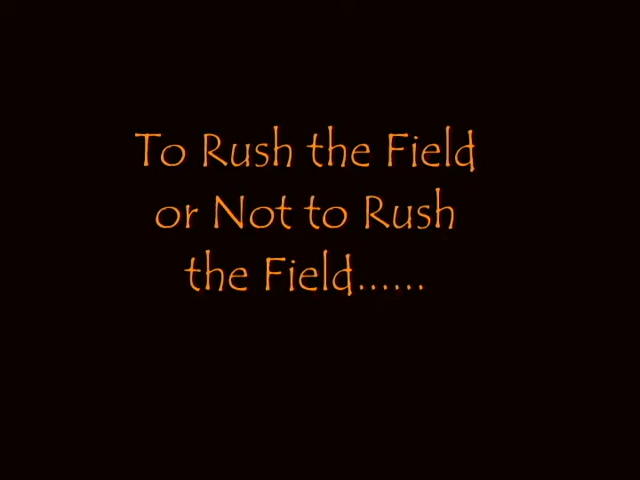 To Rush the Field
or Not to Rush
the Field......